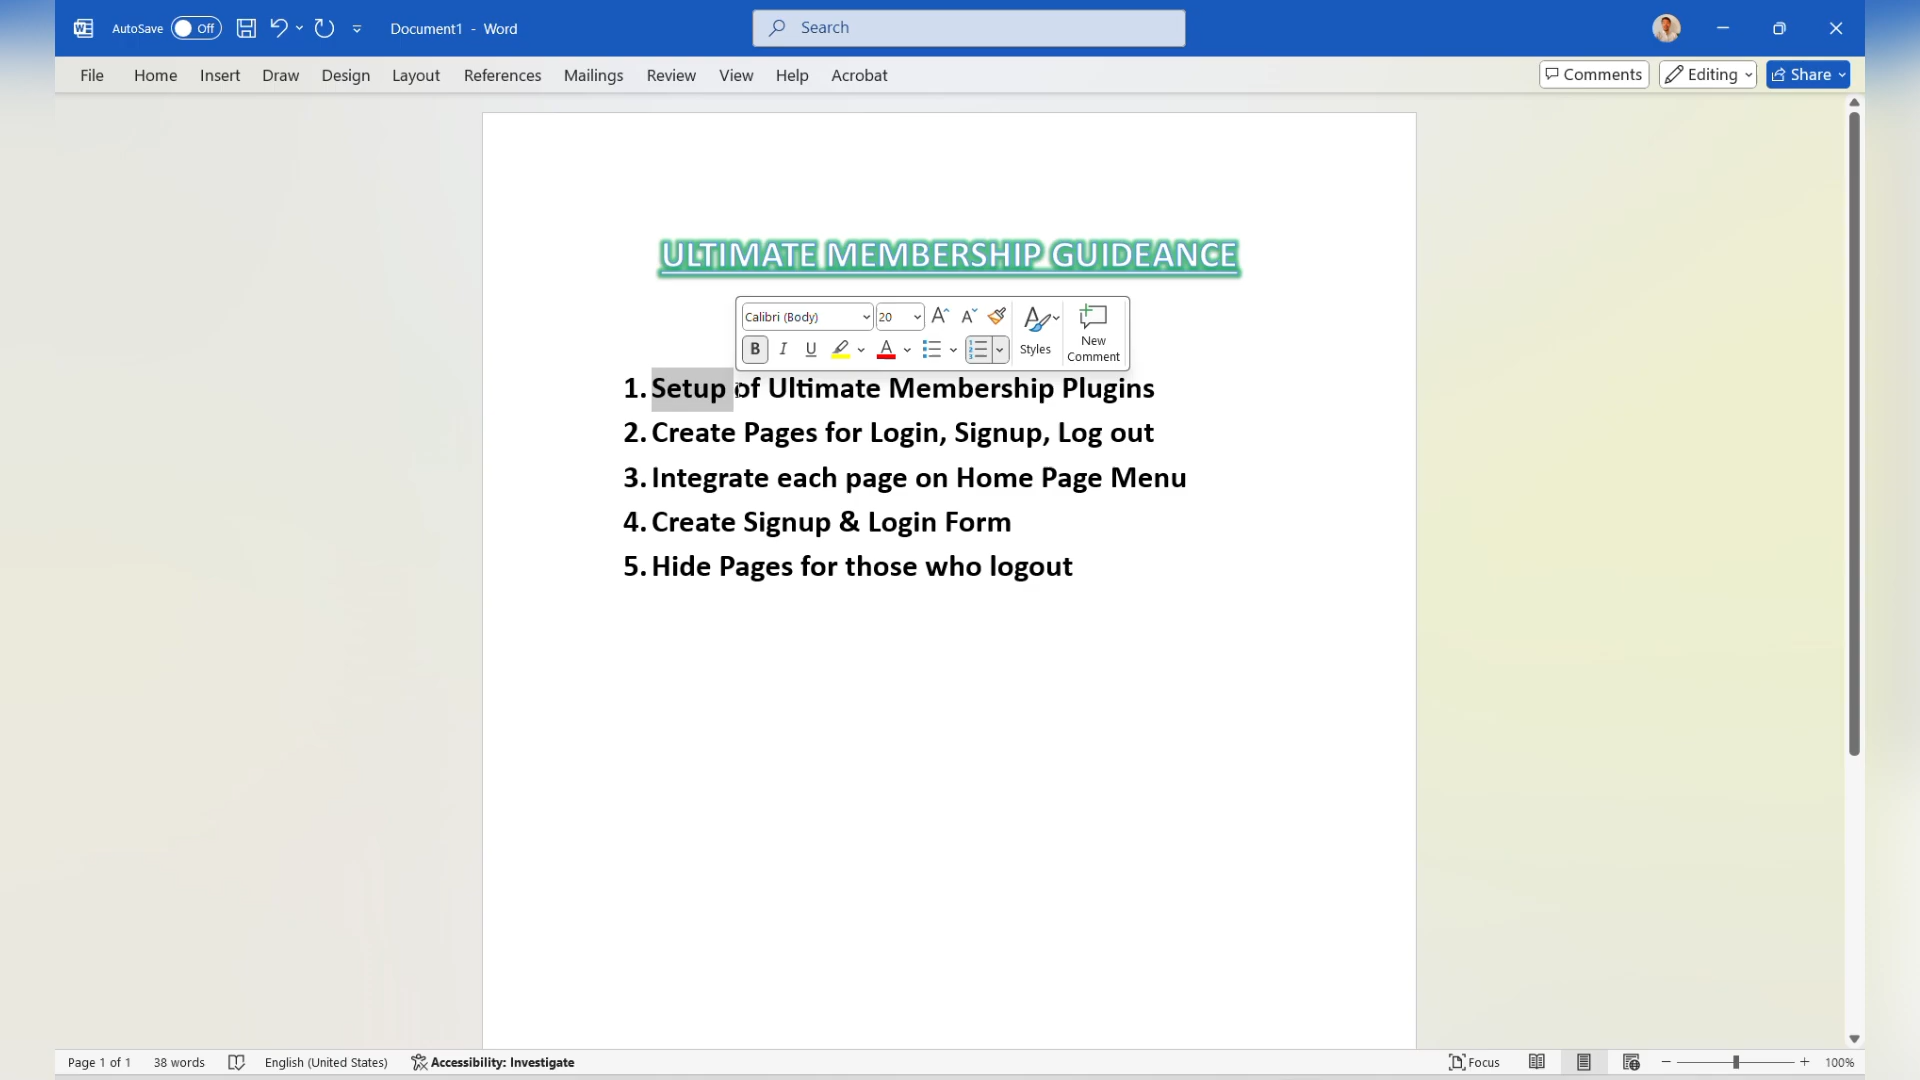 AutoSave Off Document1 - Word Search
File Home Insert Draw Design Layout References Mailings Review View Help Acrobat Comments Editing Share
ULTIMATE MEMBERSHIP GUIDEANCE
Calibri (Body) 20
Styles
New Comment
1. Setup of Ultimate Membership Plugins
2. Create Pages for Login, Signup, Log out
3. Integrate each page on Home Page Menu
4. Create Signup & Login Form
5. Hide Pages for those who logout
Page 1 of 1 38 words English (United States) Accessibility: Investigate Focus 100%